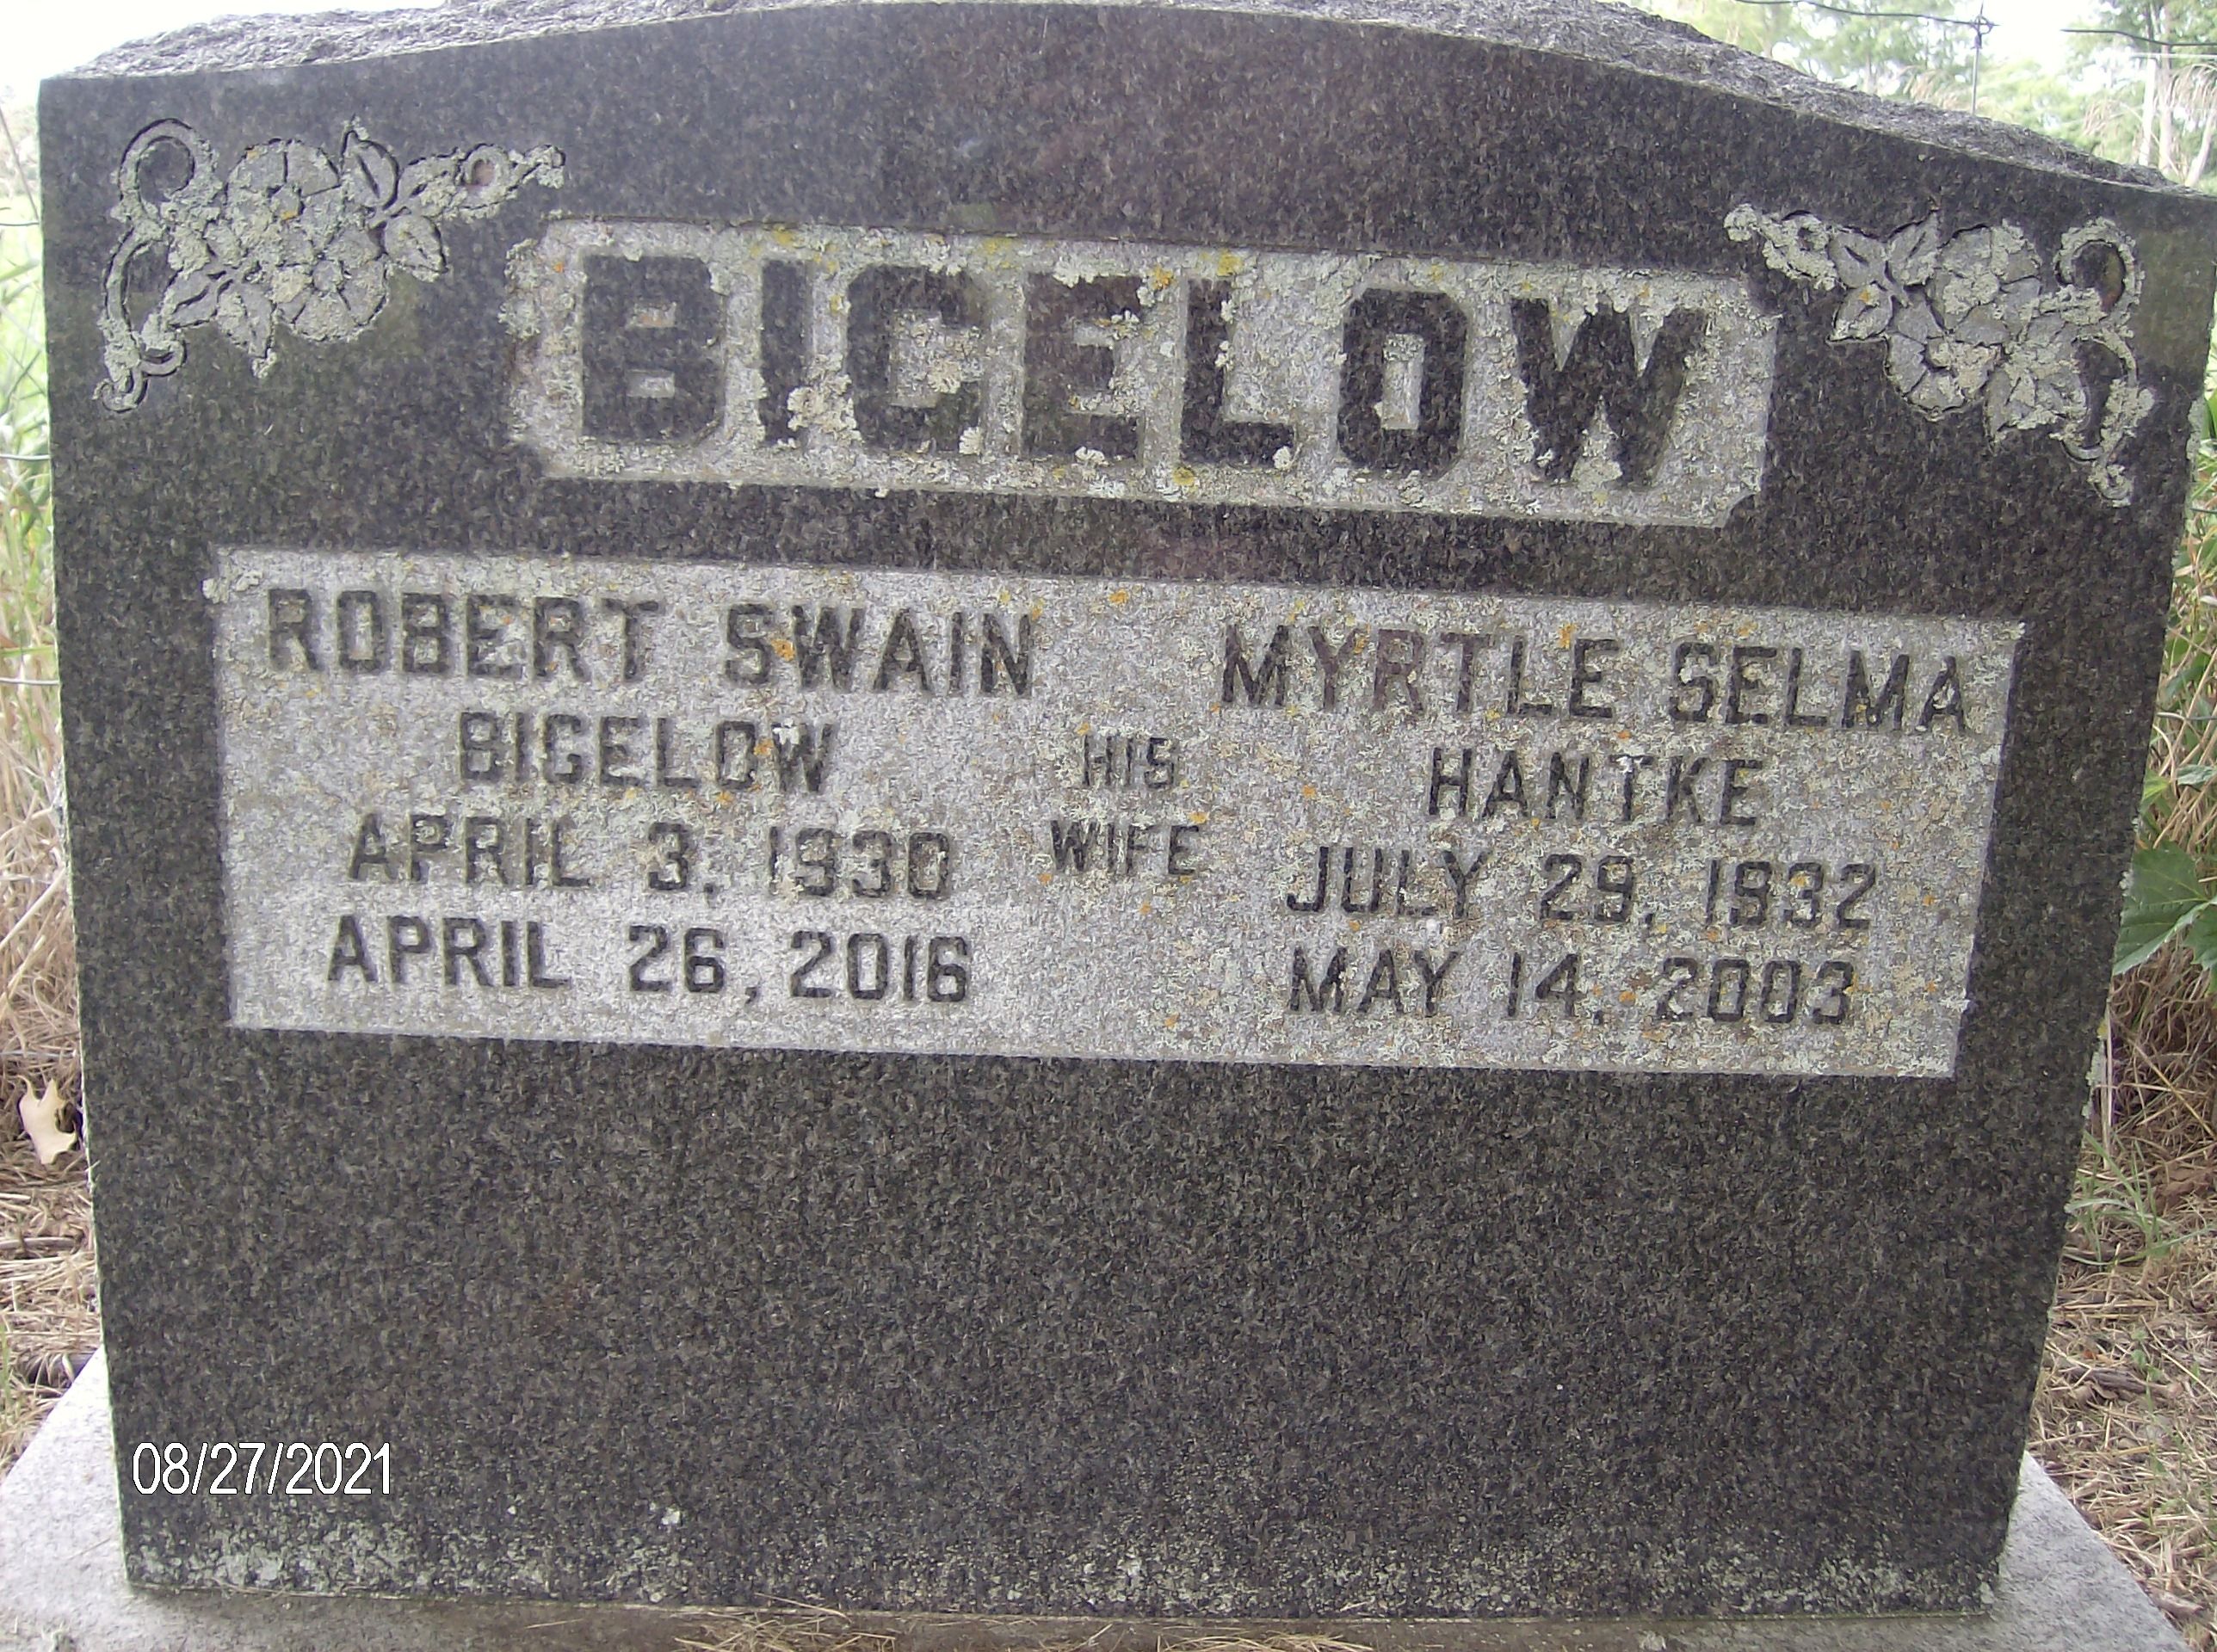 BIGELOW
ROBERT SWAIN
BIGELOW
APRIL 3, 1930
APRIL 26, 2016
HIS
WIFE
MYRTLE SELMA
HANTKE
JULY 29, 1932
MAY 14, 2003
08/27/2021